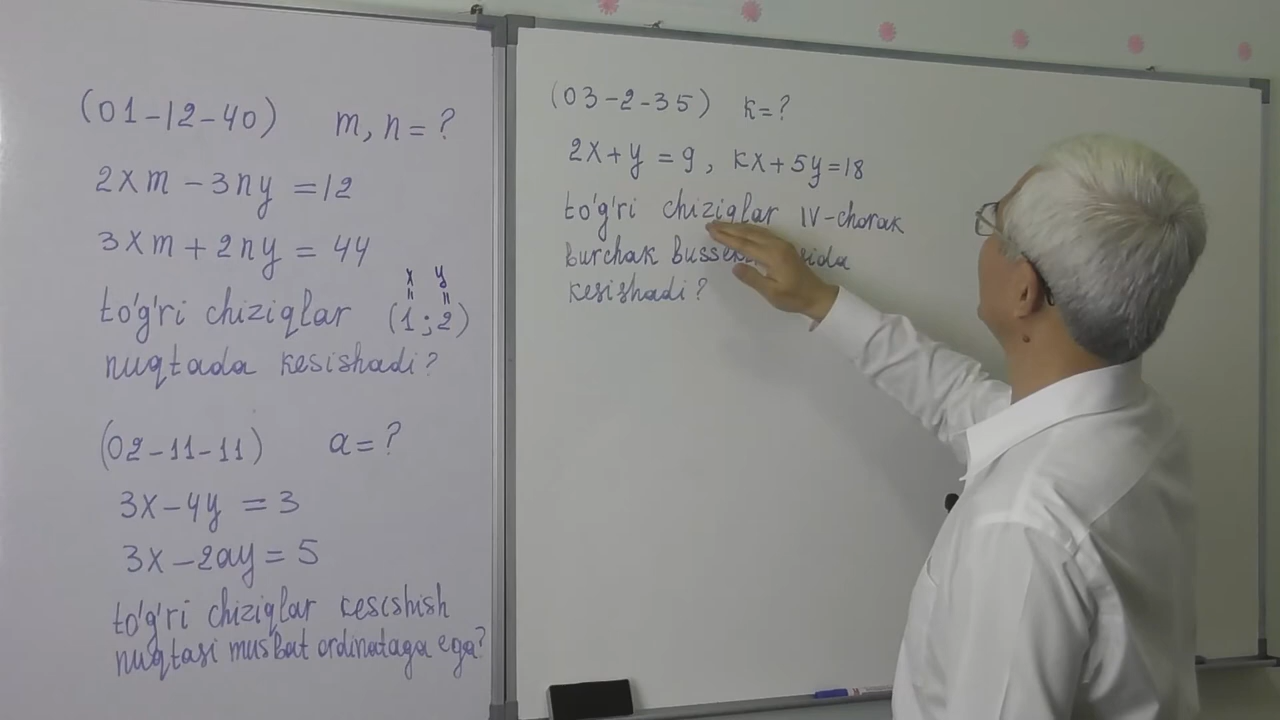 (01-12-40) m, n = ?
2xm - 3ny = 12
3xm + 2ny = 44
x y
" "
to'g'ri chiziqlar (1 ; 2)
nuqtada kesishadi?
(02-11-11) a = ?
3x - 4y = 3
3x - 2ay = 5
to'g'ri chiziqlar kesishish
nuqtasi musbat ordinataga ega?
(03-2-35) k = ?
2x + y = 9, kx + 5y = 18
to'g'ri chiziqlar IV-chorak
burchak
kesishadi?